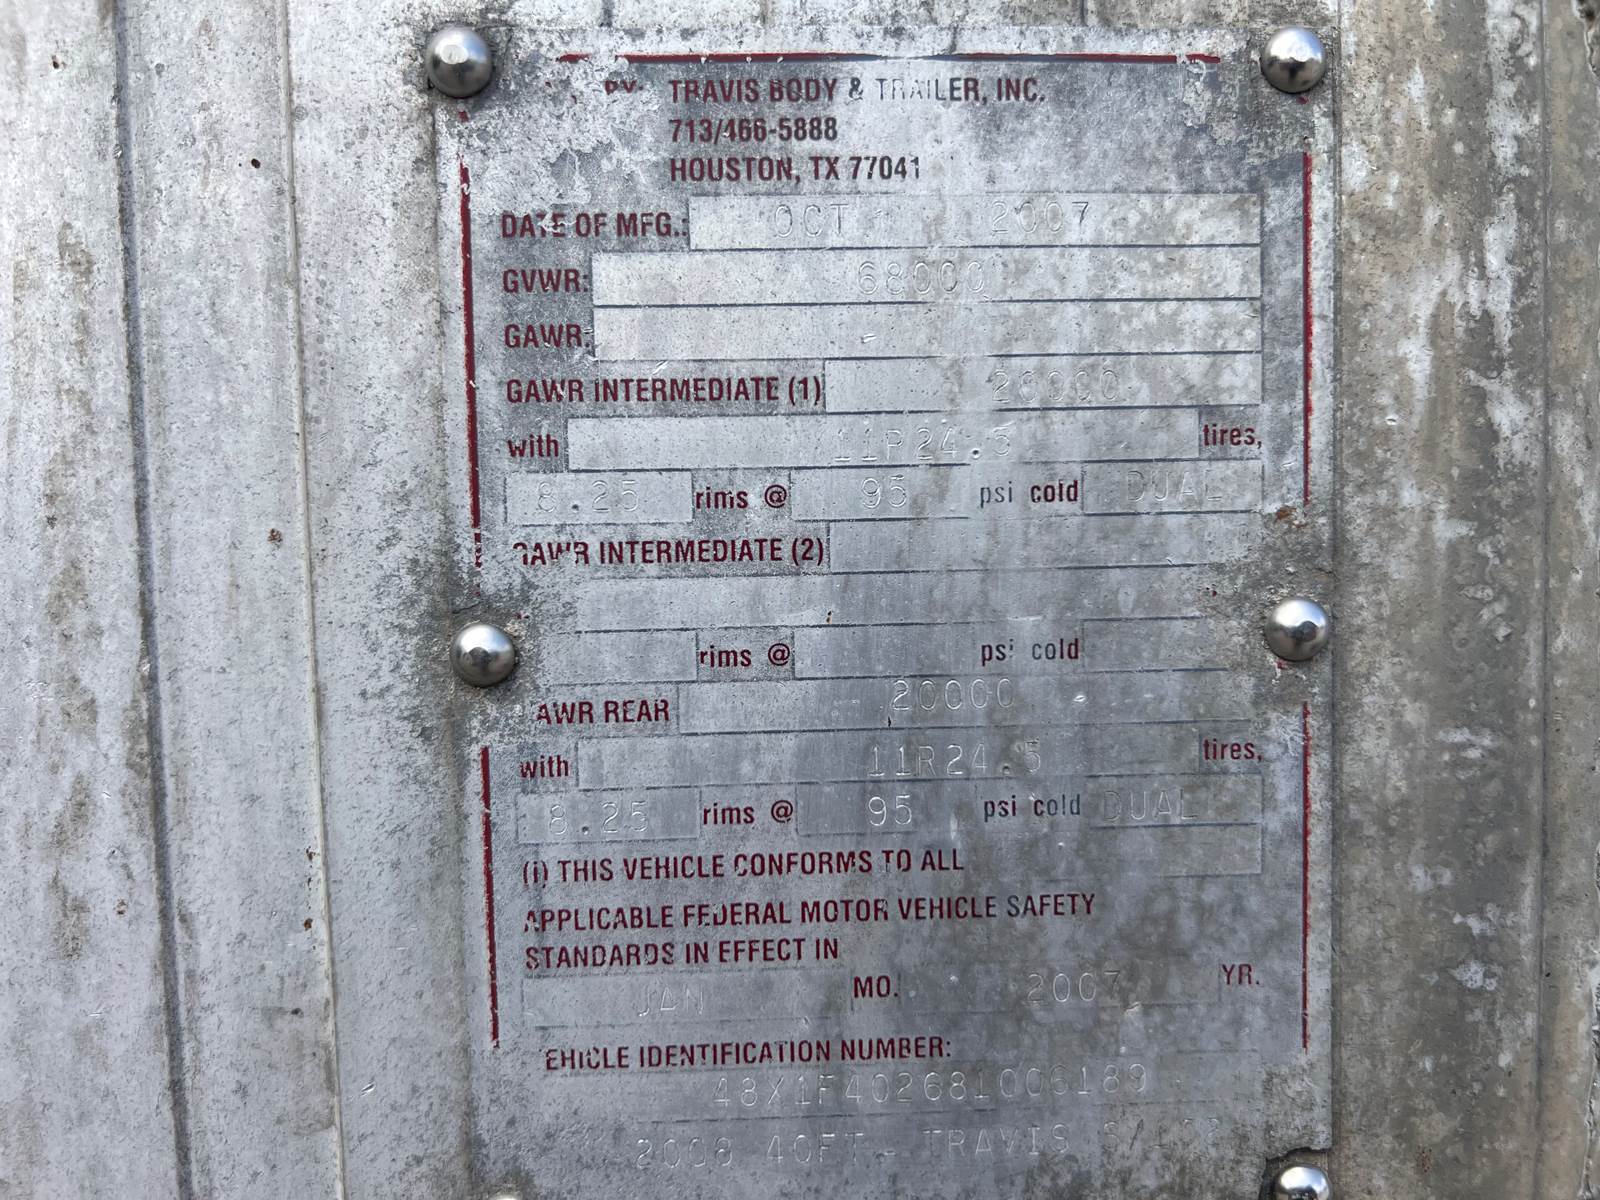 BY: TRAVIS BODY & TRAILER, INC.
713/466-5888
HOUSTON, TX 77041
DATE OF MFG.: OCT 2007
GVWR: 68000
GAWR:
GAWR INTERMEDIATE (1) 20000
with 11R24.5 tires,
8.25 rims @ 95 psi cold DUAL
GAWR INTERMEDIATE (2)
rims @ psi cold
AWR REAR 20000
with 11R24.5 tires,
8.25 rims @ 95 psi cold DUAL
(i) THIS VEHICLE CONFORMS TO ALL
APPLICABLE FEDERAL MOTOR VEHICLE SAFETY
STANDARDS IN EFFECT IN
JAN MO. 2007 YR.
EHICLE IDENTIFICATION NUMBER:
48X1F402681006189
2008 40FT- TRAVIS